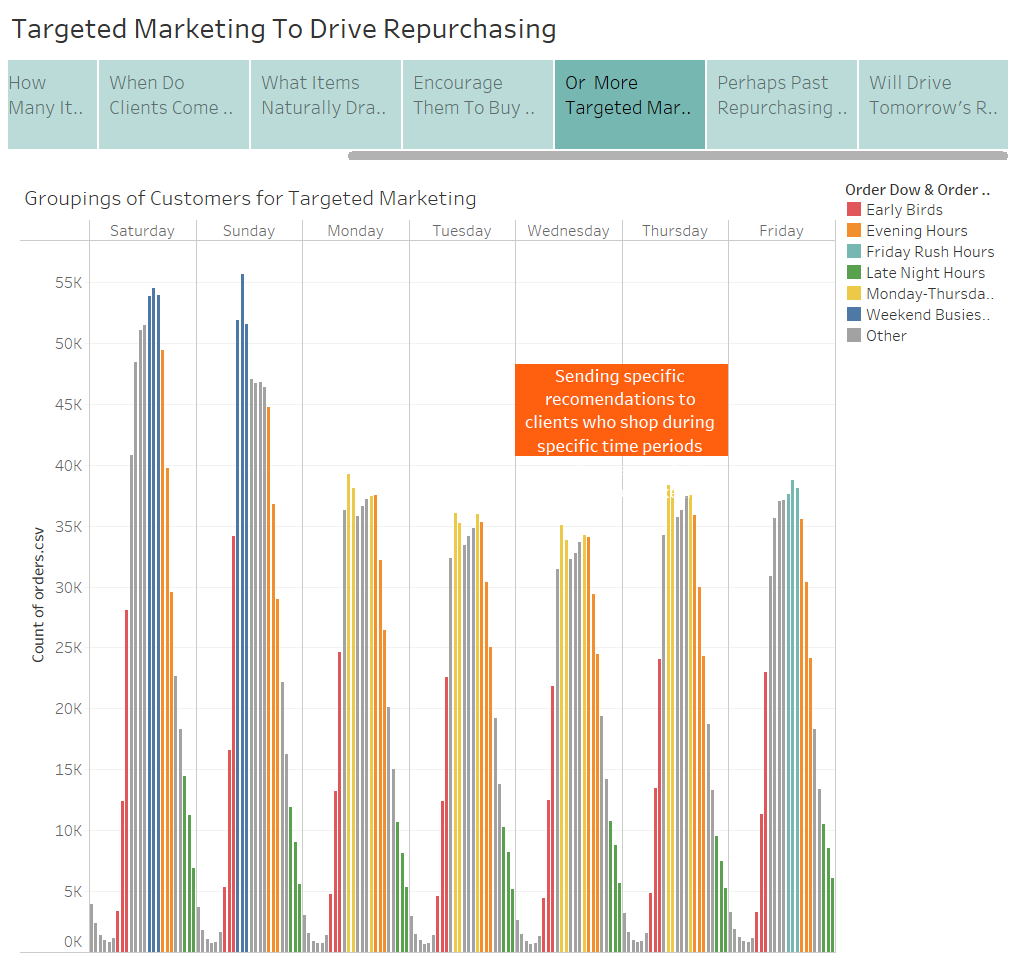 Targeted Marketing To Drive Repurchasing
How
Many It..
When Do
Clients Come ..
What Items
Naturally Dra..
Encourage
Them To Buy ..
Or More
Targeted Mar..
Perhaps Past
Repurchasing ..
Will Drive
Tomorrow's R..
Groupings of Customers for Targeted Marketing
Saturday Sunday Monday Tuesday Wednesday Thursday Friday
55K
50K
45K
40K
35K
30K
25K
20K
15K
10K
5K
0K
Count of orders.csv
Sending specific
recomendations to
clients who shop during
specific time periods
Order Dow & Order ..
Early Birds
Evening Hours
Friday Rush Hours
Late Night Hours
Monday-Thursda..
Weekend Busies..
Other